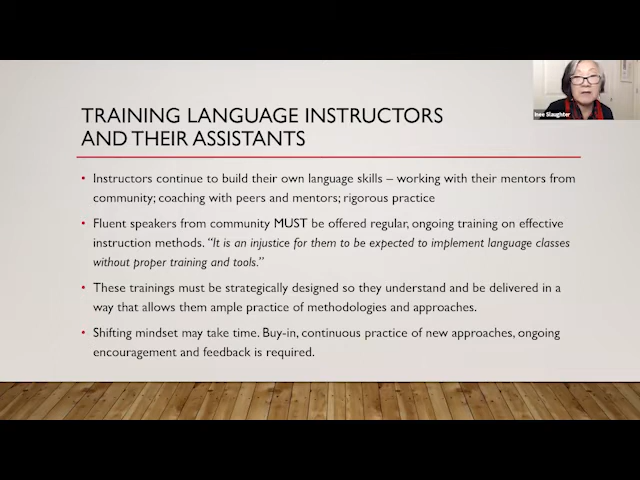 Inee Slaughter
TRAINING LANGUAGE INSTRUCTORS
AND THEIR ASSISTANTS
• Instructors continue to build their own language skills – working with their mentors from
community; coaching with peers and mentors; rigorous practice
• Fluent speakers from community MUST be offered regular, ongoing training on effective
instruction methods. “It is an injustice for them to be expected to implement language classes
without proper training and tools.”
• These trainings must be strategically designed so they understand and be delivered in a
way that allows them ample practice of methodologies and approaches.
• Shifting mindset may take time. Buy-in, continuous practice of new approaches, ongoing
encouragement and feedback is required.